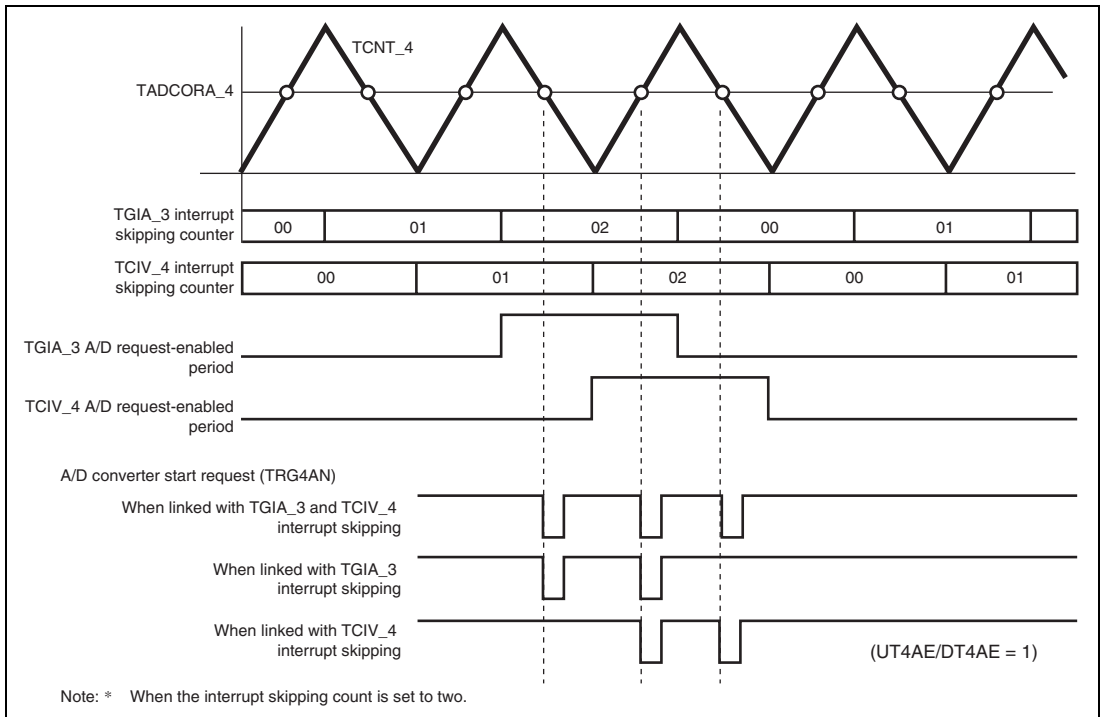 TCNT_4
TADCORA_4
TGIA_3 interrupt
skipping counter
00 01 02 00 01
TCIV_4 interrupt
skipping counter
00 01 02 00 01
TGIA_3 A/D request-enabled
period
TCIV_4 A/D request-enabled
period
A/D converter start request (TRG4AN)
When linked with TGIA_3 and TCIV_4
interrupt skipping
When linked with TGIA_3
interrupt skipping
When linked with TCIV_4
interrupt skipping
(UT4AE/DT4AE = 1)
Note: * When the interrupt skipping count is set to two.